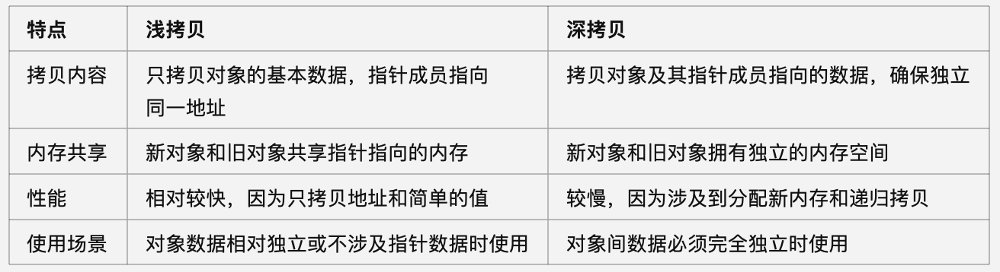 特点 浅拷贝 深拷贝
拷贝内容 只拷贝对象的基本数据，指针成员指向 拷贝对象及其指针成员指向的数据，确保独立
同一地址
内存共享 新对象和旧对象共享指针指向的内存 新对象和旧对象拥有独立的内存空间
性能 相对较快，因为只拷贝地址和简单的值 较慢，因为涉及到分配新内存和递归拷贝
使用场景 对象数据相对独立或不涉及指针数据时使用 对象间数据必须完全独立时使用